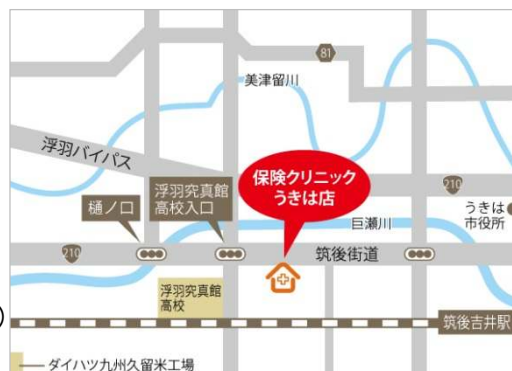 81
美津留川
浮羽バイパス
浮羽究真館
高校入口
樋ノ口
保険クリニック
うきは店
210
うきは
市役所
巨瀬川
210
筑後街道
浮羽究真館
高校
筑後吉井駅
ダイハツ九州久留米工場
)